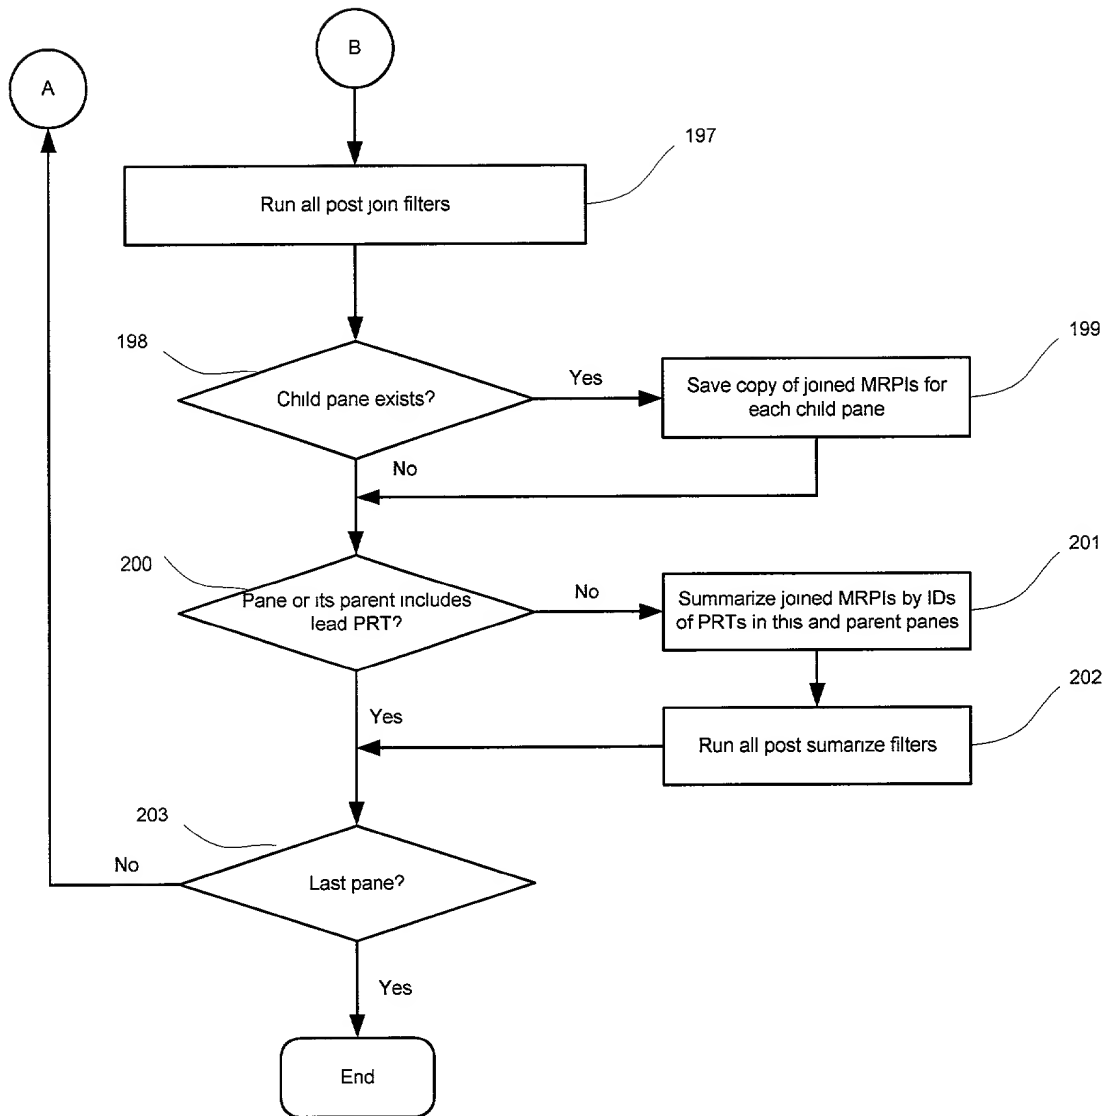 B
A
197
Run all post join filters
198
Child pane exists?
Yes
199
Save copy of joined MRPIs for
each child pane
No
200
Pane or its parent includes
lead PRT?
No
201
Summarize joined MRPIs by IDs
of PRTs in this and parent panes
202
Yes
Run all post sumarize filters
203
No
Last pane?
Yes
End